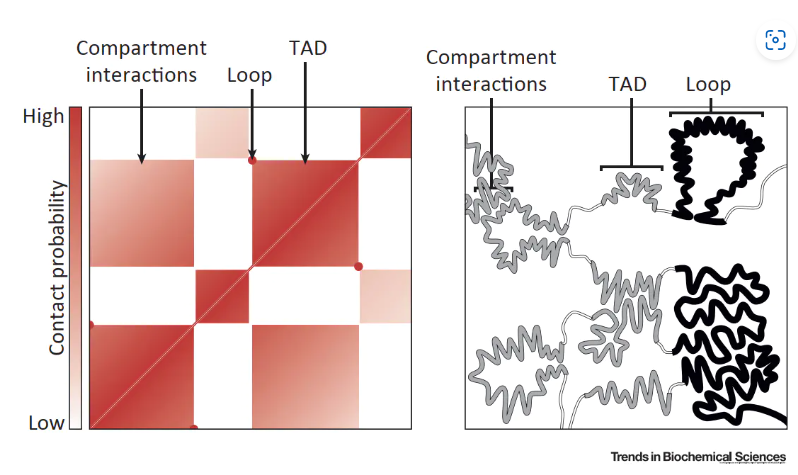 Compartment
interactions
Loop
TAD
High
Contact probability
Low
Compartment
interactions
TAD
Loop
Trends in Biochemical Sciences